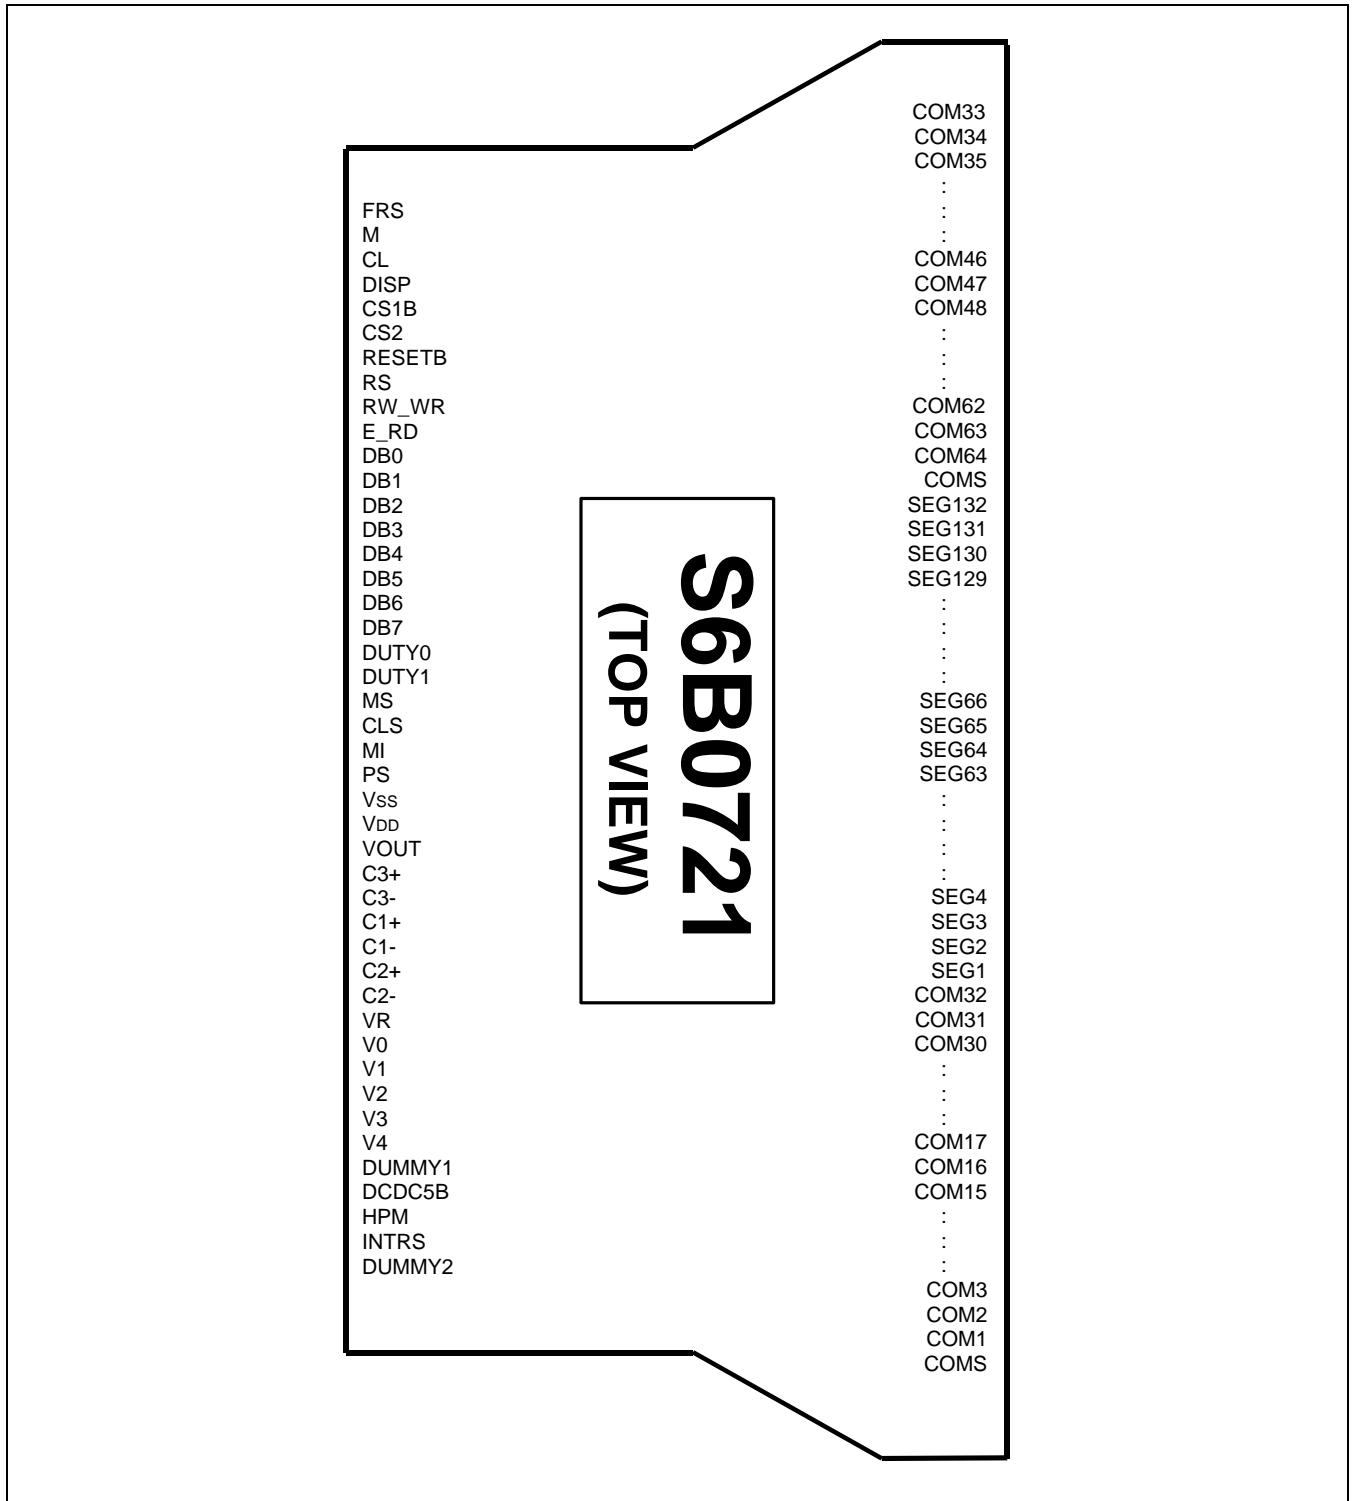 FRS
M
CL
DISP
CS1B
CS2
RESETB
RS
RW_WR
E_RD
DB0
DB1
DB2
DB3
DB4
DB5
DB6
DB7
DUTY0
DUTY1
MS
CLS
MI
PS
VSS
VDD
VOUT
C3+
C3-
C1+
C1-
C2+
C2-
VR
V0
V1
V2
V3
V4
DUMMY1
DCDC5B
HPM
INTRS
DUMMY2
S6B0721
(TOP VIEW)
COM33
COM34
COM35
:
:
:
COM46
COM47
COM48
:
:
:
COM62
COM63
COM64
COMS
SEG132
SEG131
SEG130
SEG129
:
:
:
:
SEG66
SEG65
SEG64
SEG63
:
:
:
:
SEG4
SEG3
SEG2
SEG1
COM32
COM31
COM30
:
:
:
COM17
COM16
COM15
:
:
:
COM3
COM2
COM1
COMS